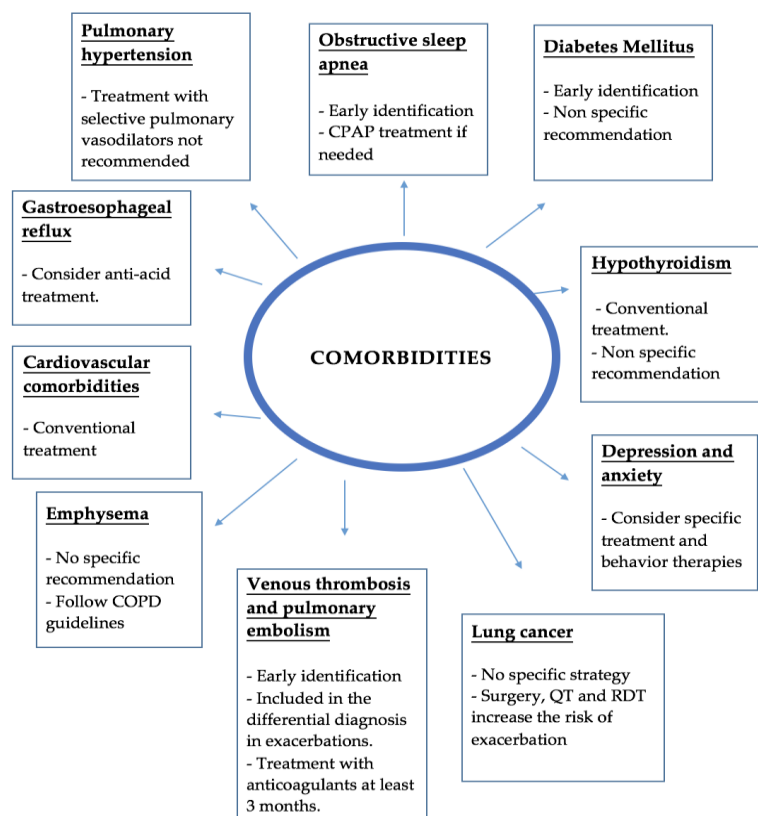 Pulmonary
hypertension
- Treatment with
selective pulmonary
vasodilators not
recommended
Obstructive sleep
apnea
- Early identification
- CPAP treatment if
needed
Diabetes Mellitus
- Early identification
- Non specific
recommendation
Gastroesophageal
reflux
- Consider anti-acid
treatment.
Hypothyroidism
- Conventional
treatment.
- Non specific
recommendation
COMORBIDITIES
Cardiovascular
comorbidities
- Conventional
treatment
Depression and
anxiety
- Consider specific
treatment and
behavior therapies
Emphysema
- No specific
recommendation
- Follow COPD
guidelines
Venous thrombosis
and pulmonary
embolism
- Early identification
- Included in the
differential diagnosis
in exacerbations.
- Treatment with
anticoagulants at least
3 months.
Lung cancer
- No specific strategy
- Surgery, QT and RDT
increase the risk of
exacerbation